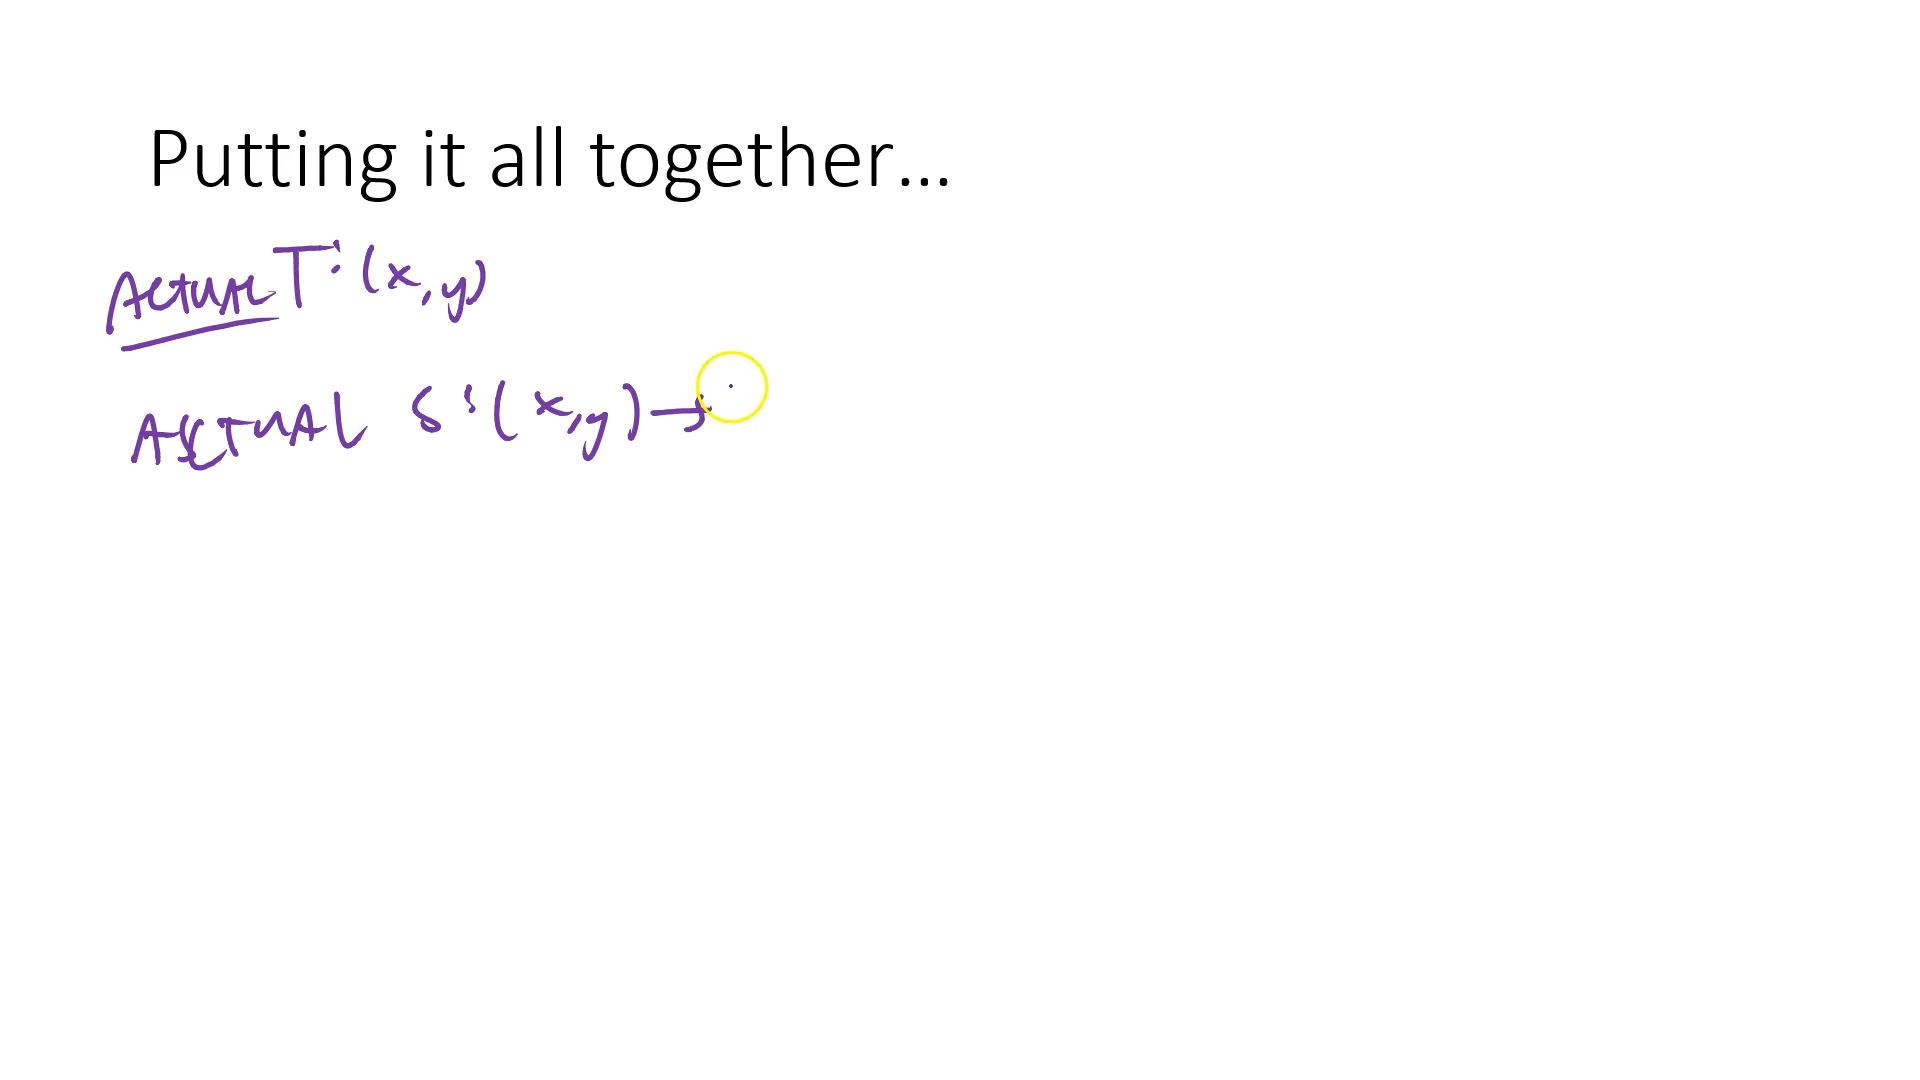 Putting it all together...
ACTUAL T: (x,y)
ACTUAL S: (x,y) →